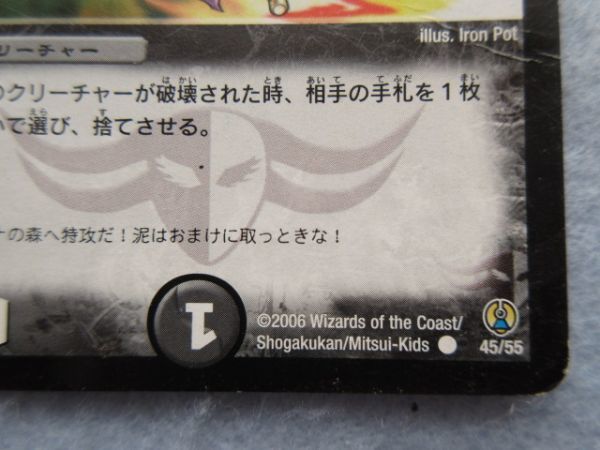 illus. Iron Pot
リーチャー
のクリーチャーが破壊された時、相手の手札を1枚
いて選び、捨てさせる。
の森へ特攻だ!泥はおまけに取っときな!
1
©2006 Wizards of the Coast/
Shogakukan/Mitsui-Kids
45/55